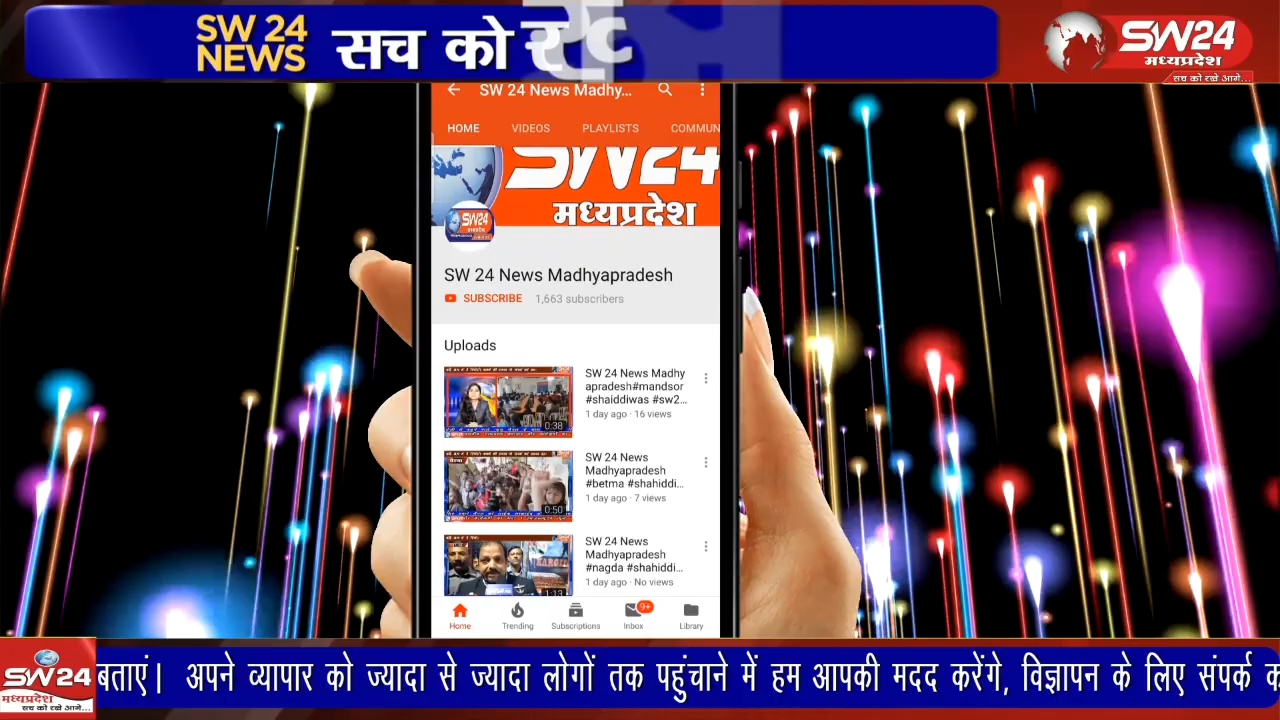 SW 24
NEWS
सच को
SW24
मध्यप्रदेश
सच को रखे आगे...
SW 24 News Madhy...
HOME VIDEOS PLAYLISTS COMMUN
SW24
मध्यप्रदेश
SW24
SW 24 News Madhyapradesh
SUBSCRIBE 1,663 subscribers
Uploads
SW 24 News Madhy
apradesh#mandsor
#shaiddiwas #sw2...
1 day ago · 16 views
0:38
SW 24 News
Madhyapradesh
#betma #shahiddi...
1 day ago · 7 views
0:50
SW 24 News
Madhyapradesh
#nagda #shahiddi...
1 day ago · No views
1:13
Home Trending Subscriptions 9+ Inbox Library
SW24
मध्यप्रदेश
सच को रखे आगे...
बताएं। अपने व्यापार को ज्यादा से ज्यादा लोगों तक पहुंचाने में हम आपकी मदद करेंगे, विज्ञापन के लिए संपर्क क